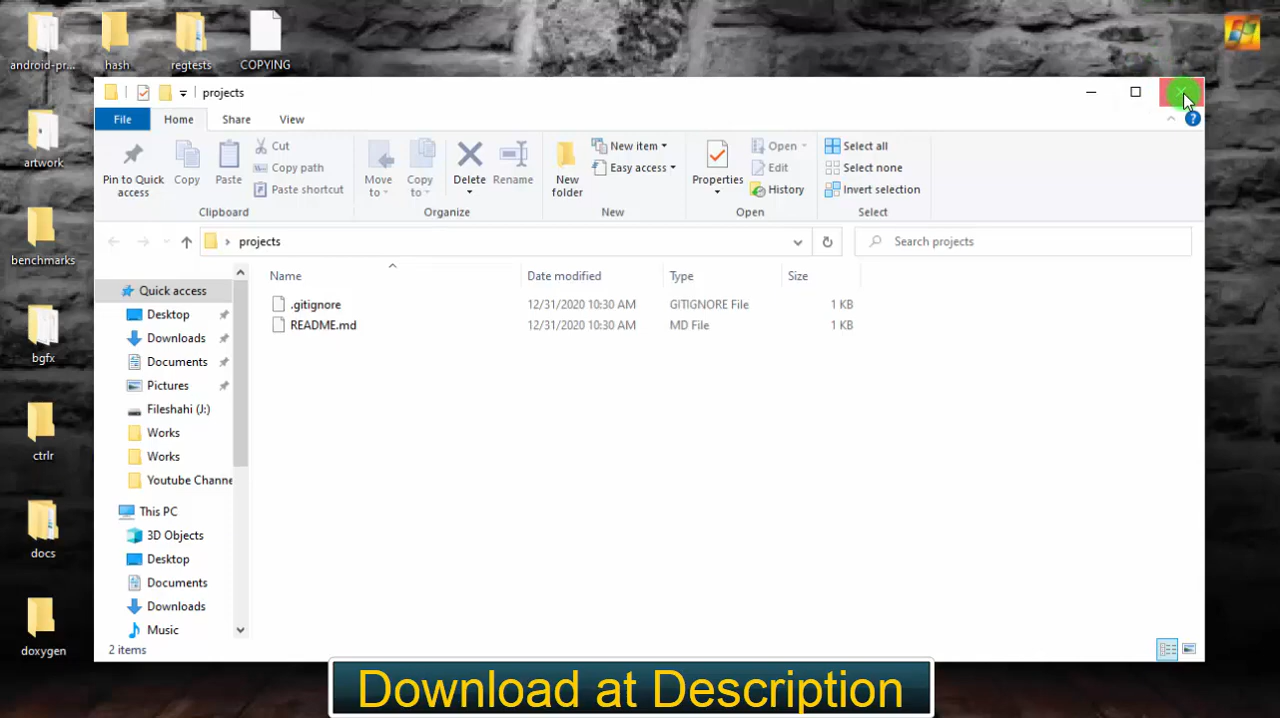 android-pr...
hash
regtests
COPYING
artwork
benchmarks
bgfx
ctrlr
docs
doxygen
projects
File
Home
Share
View
Pin to Quick access
Copy
Paste
Cut
Copy path
Paste shortcut
Clipboard
Move to
Copy to
Delete
Rename
Organize
New folder
New item
Easy access
New
Properties
Open
Edit
History
Open
Select all
Select none
Invert selection
Select
projects
Search projects
Name
Date modified
Type
Size
.gitignore 12/31/2020 10:30 AM GITIGNORE File 1 KB
README.md 12/31/2020 10:30 AM MD File 1 KB
Quick access
Desktop
Downloads
Documents
Pictures
Fileshahi (J:)
Works
Works
Youtube Channe
This PC
3D Objects
Desktop
Documents
Downloads
Music
2 items
Download at Description